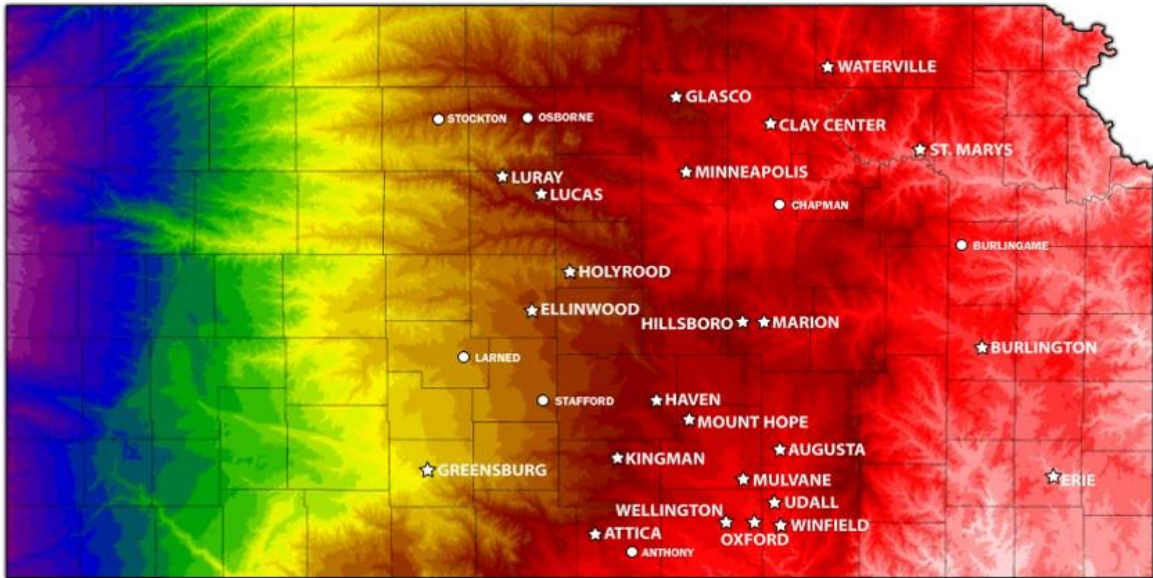 WATERVILLE
GLASCO
STOCKTON
OSBORNE
CLAY CENTER
ST. MARYS
LURAY
MINNEAPOLIS
LUCAS
CHAPMAN
BURLINGAME
HOLYROOD
ELLINWOOD
HILLSBORO
MARION
BURLINGTON
LARNED
STAFFORD
HAVEN
MOUNT HOPE
AUGUSTA
KINGMAN
GREENSBURG
MULVANE
ERIE
UDALL
WELLINGTON
WINFIELD
OXFORD
ATTICA
ANTHONY